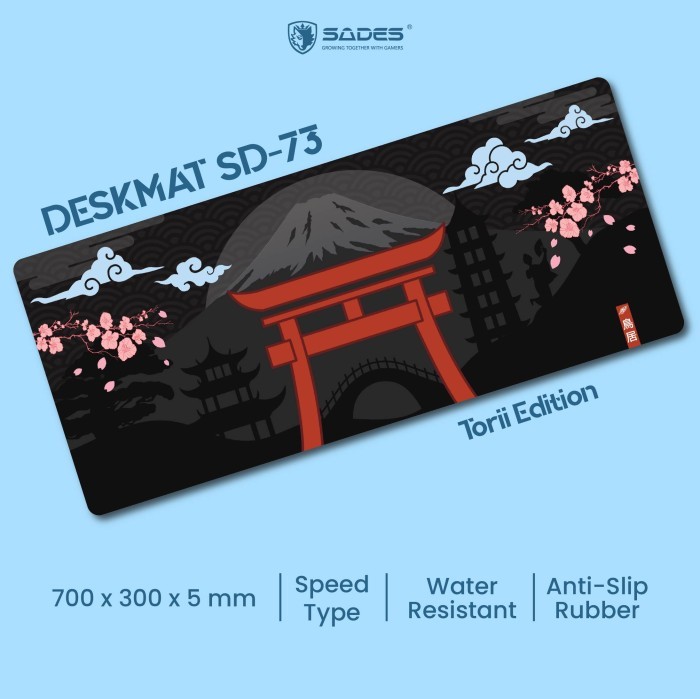 SADES®
GROWING TOGETHER WITH GAMERS
DESKMAT SD-73
鳥居
Torii Edition
700 x 300 x 5 mm
Speed
Type
Water
Resistant
Anti-Slip
Rubber